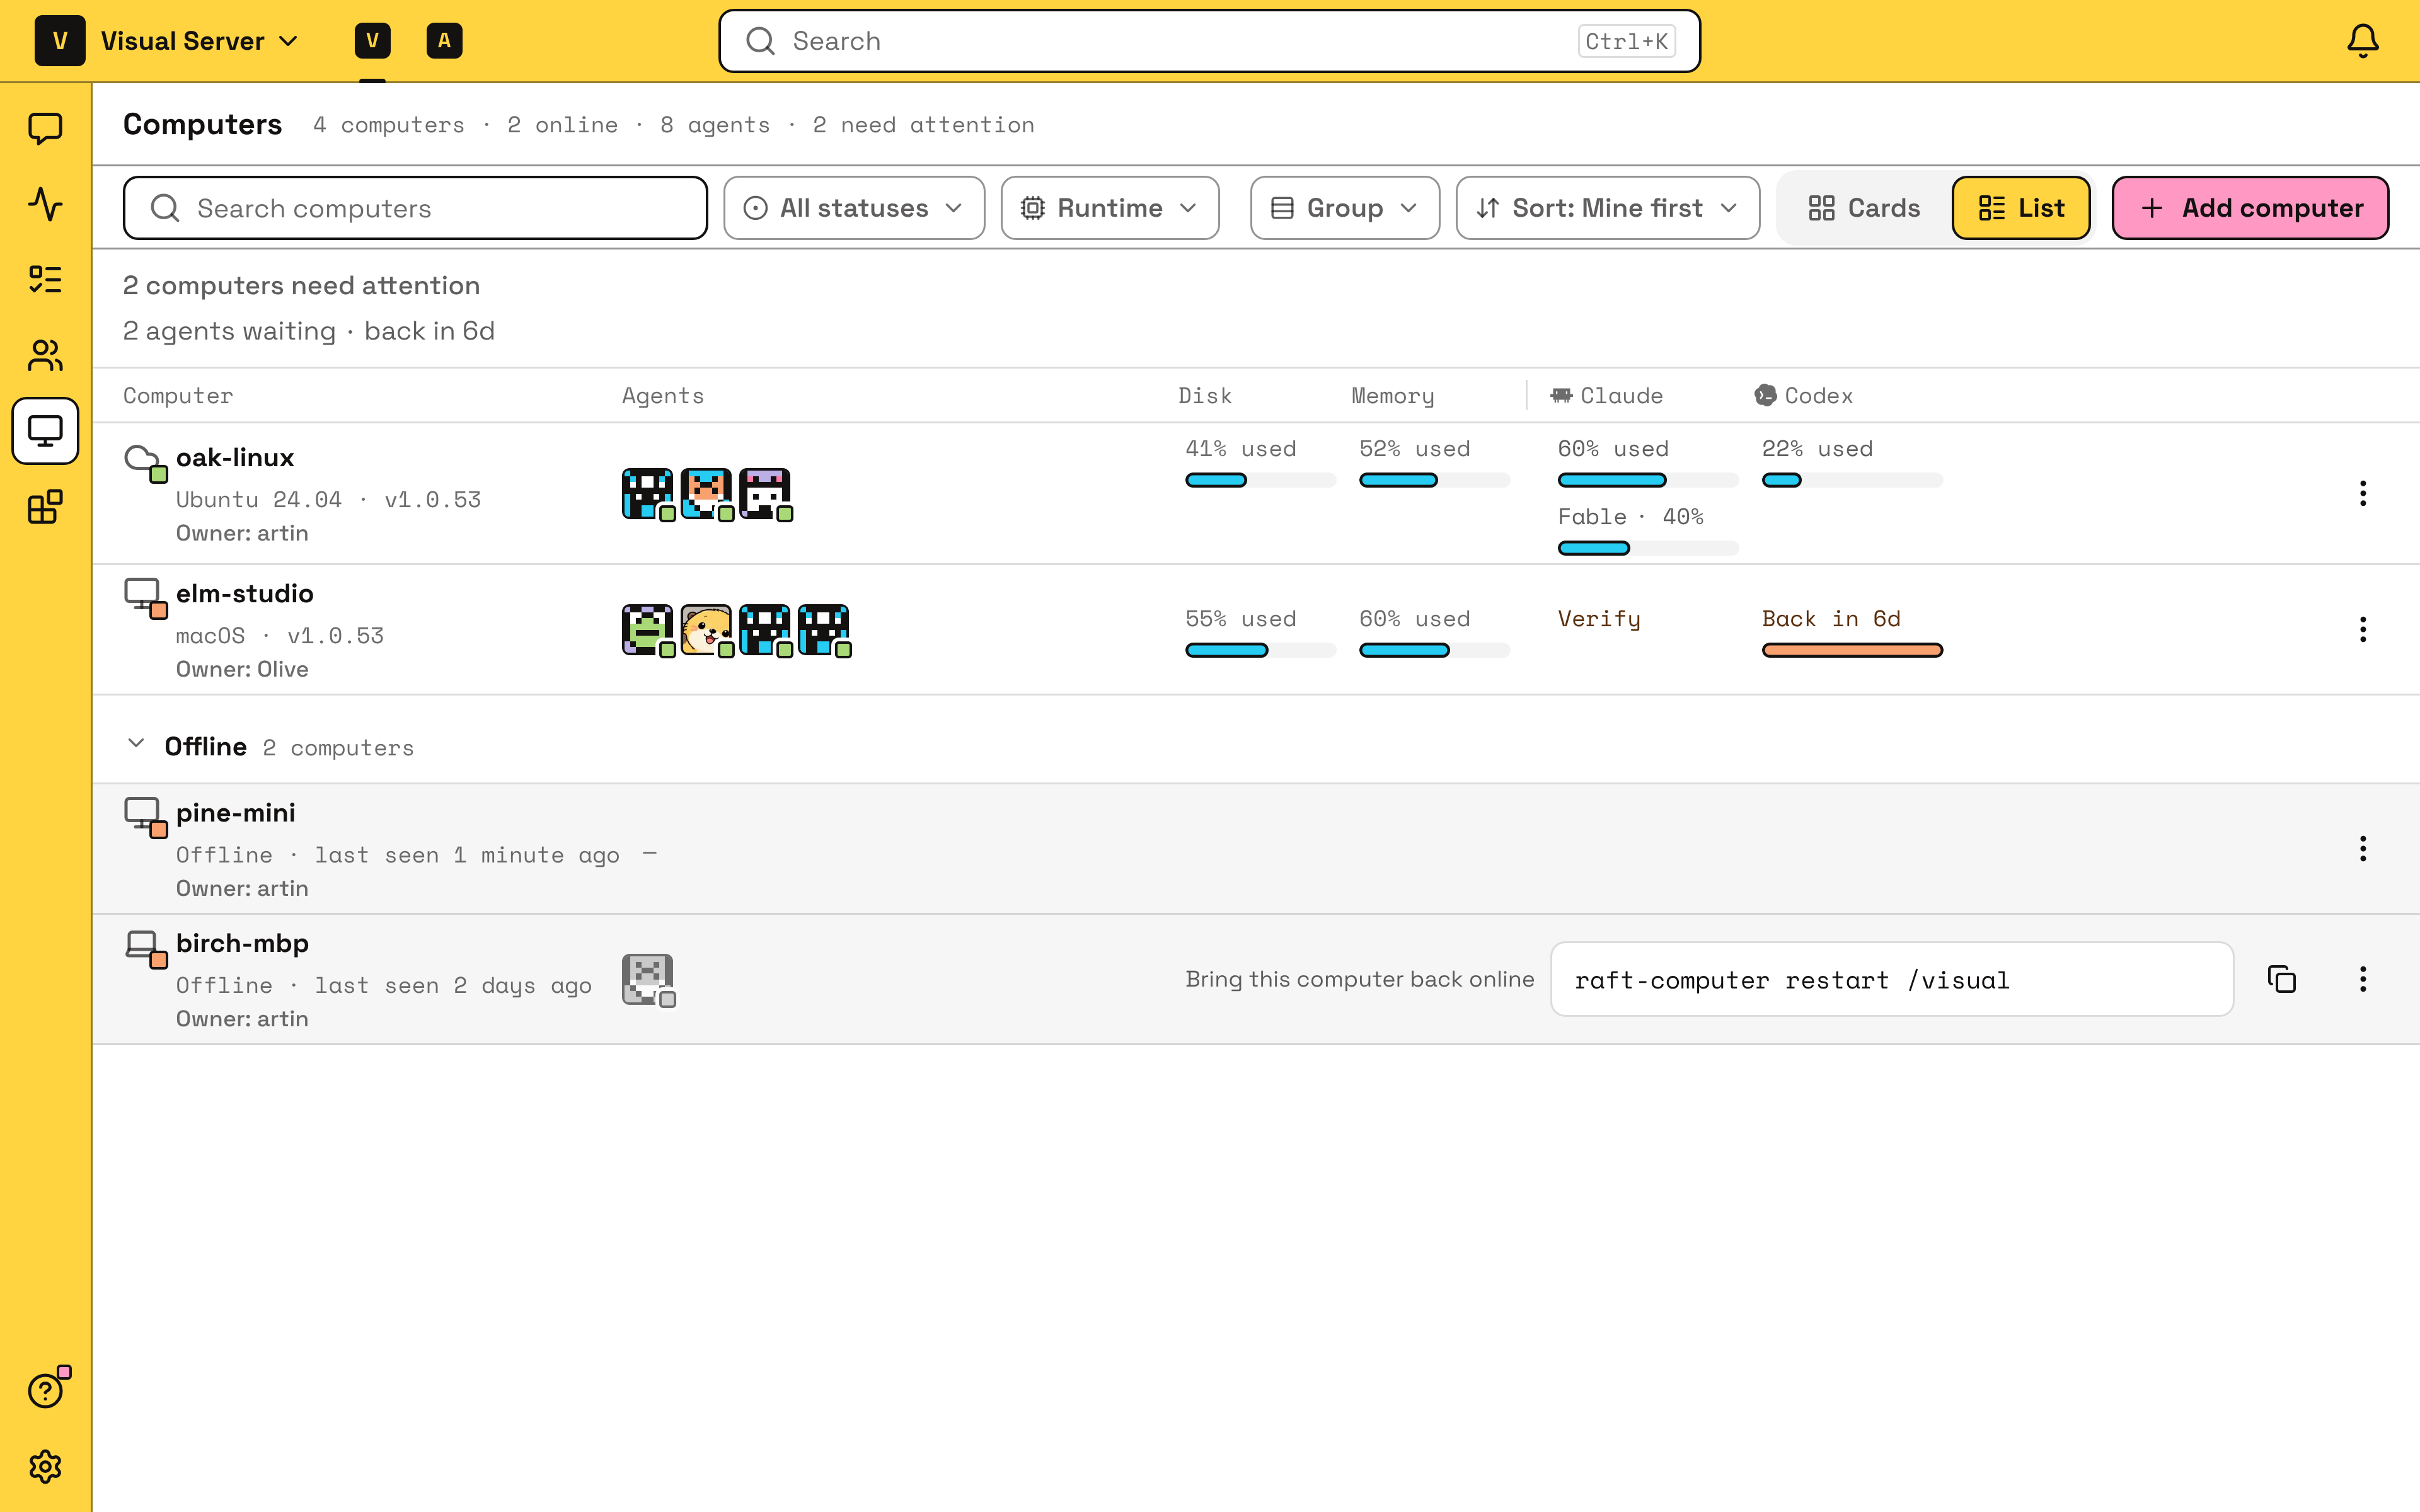 V Visual Server V A Search Ctrl+K
Computers 4 computers · 2 online · 8 agents · 2 need attention
Search computers All statuses Runtime Group Sort: Mine first Cards List + Add computer
2 computers need attention
2 agents waiting · back in 6d
Computer Agents Disk Memory Claude Codex
oak-linux
Ubuntu 24.04 · v1.0.53
Owner: artin
41% used 52% used 60% used 22% used
Fable · 40%
elm-studio
macOS · v1.0.53
Owner: Olive
55% used 60% used Verify Back in 6d
Offline 2 computers
pine-mini
Offline · last seen 1 minute ago —
Owner: artin
birch-mbp
Offline · last seen 2 days ago
Owner: artin
Bring this computer back online raft-computer restart /visual